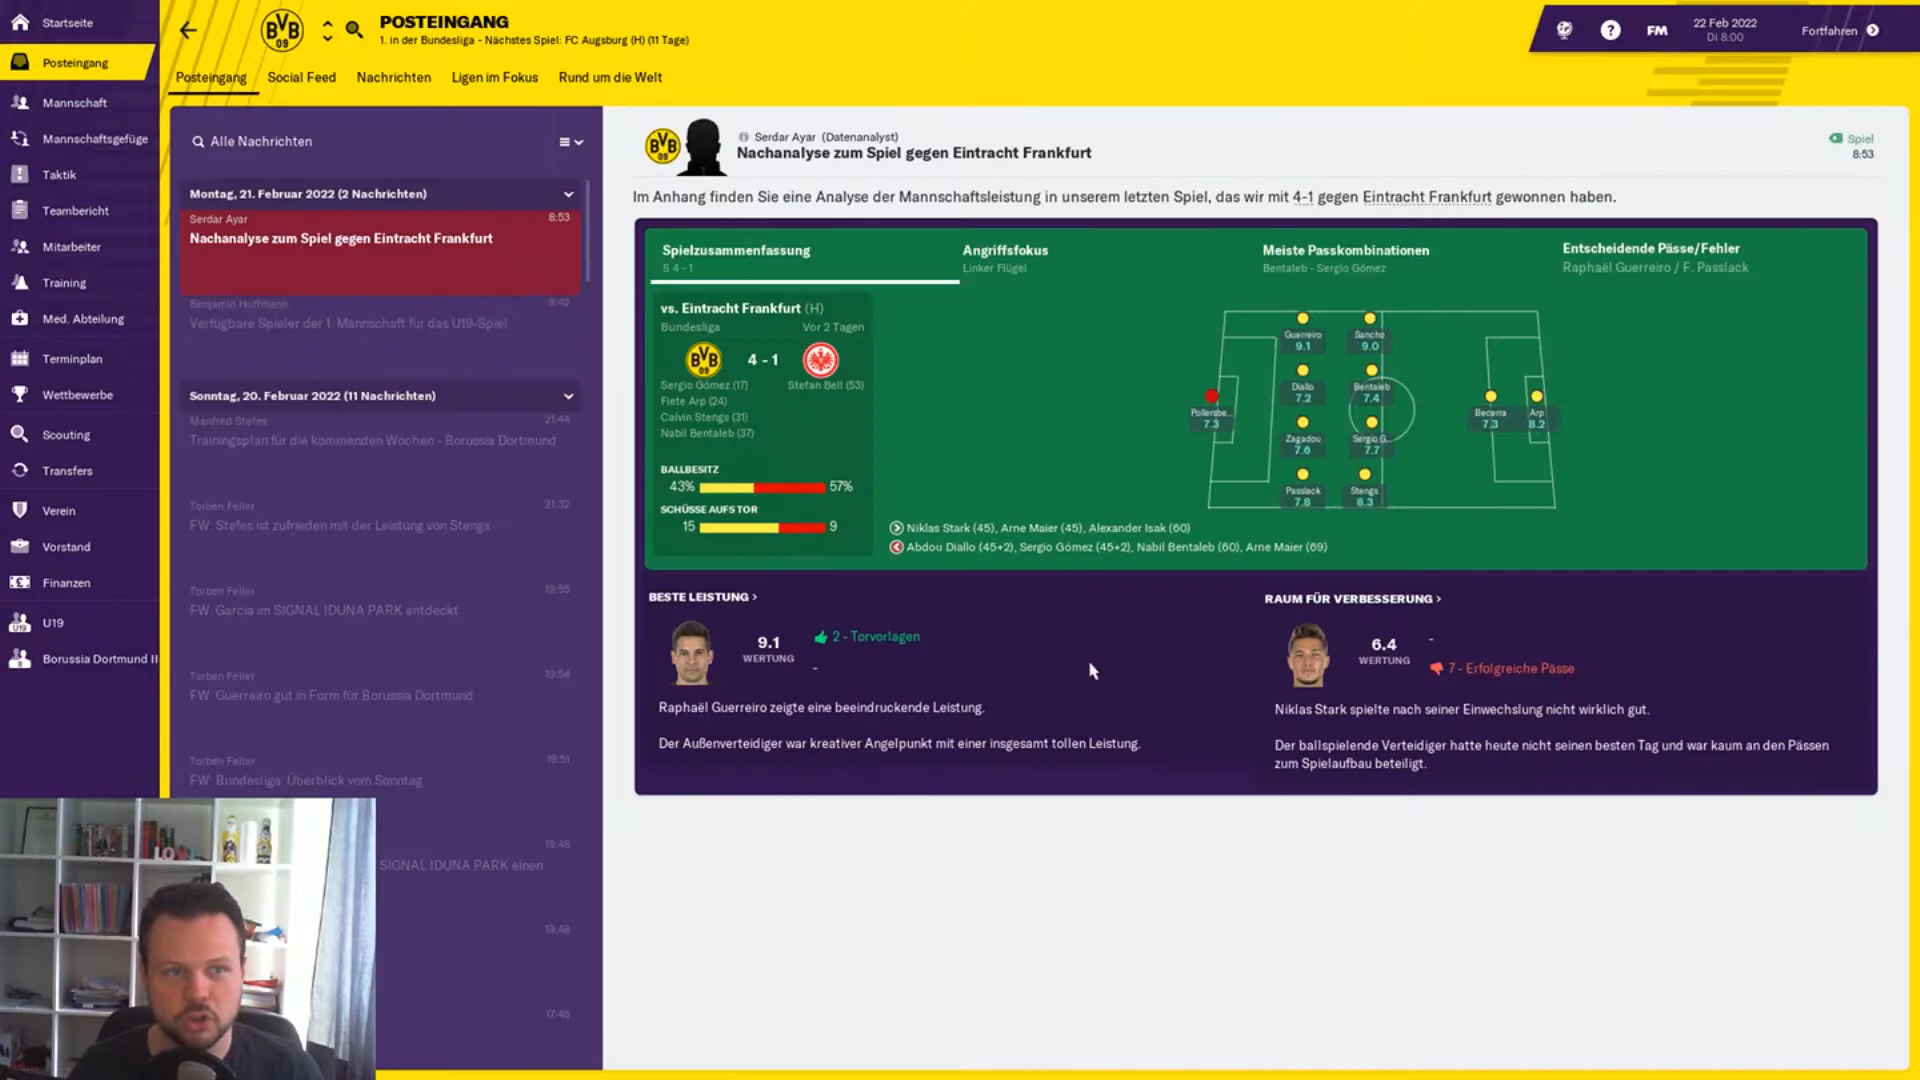 Startseite
Posteingang
Mannschaft
Mannschaftsgefüge
Taktik
Teambericht
Mitarbeiter
Training
Med. Abteilung
Terminplan
Wettbewerbe
Scouting
Transfers
Verein
Vorstand
Finanzen
U19
Borussia Dortmund II
BVB
09
POSTEINGANG
1. in der Bundesliga - Nächstes Spiel: FC Augsburg (H) (11 Tage)
? FM
22 Feb 2022
Di 8:00
Fortfahren
Posteingang Social Feed Nachrichten Ligen im Fokus Rund um die Welt
Alle Nachrichten
Montag, 21. Februar 2022 (2 Nachrichten)
Serdar Ayar 8:53
Nachanalyse zum Spiel gegen Eintracht Frankfurt
Benjamin Hoffmann 8:42
Verfügbare Spieler der 1. Mannschaft für das U19-Spiel
Sonntag, 20. Februar 2022 (11 Nachrichten)
Manfred Stefes 21:44
Trainingsplan für die kommenden Wochen - Borussia Dortmund
Torben Feller 21:32
FW: Stefes ist zufrieden mit der Leistung von Stengs
Torben Feller 19:55
FW: Garcia im SIGNAL IDUNA PARK entdeckt
Torben Feller 19:54
FW: Guerreiro gut in Form für Borussia Dortmund
Torben Feller 19:51
FW: Bundesliga: Überblick vom Sonntag
19:48
SIGNAL IDUNA PARK einen
19:48
17:46
BVB
09
Serdar Ayar (Datenanalyst)
Nachanalyse zum Spiel gegen Eintracht Frankfurt
Spiel
8:53
Im Anhang finden Sie eine Analyse der Mannschaftsleistung in unserem letzten Spiel, das wir mit 4-1 gegen Eintracht Frankfurt gewonnen haben.
Spielzusammenfassung
S 4 - 1
Angriffsfokus
Linker Flügel
Meiste Passkombinationen
Bentaleb - Sergio Gómez
Entscheidende Pässe/Fehler
Raphaël Guerreiro / F. Passlack
vs. Eintracht Frankfurt (H)
Bundesliga Vor 2 Tagen
BVB
09
4 - 1
Sergio Gómez (17) Stefan Bell (53)
Fiete Arp (24)
Calvin Stengs (31)
Nabil Bentaleb (37)
BALLBESITZ
43% 57%
SCHÜSSE AUFS TOR
15 9
Guerreiro
9.1
Sancho
9.0
Diallo
7.2
Bentaleb
7.4
Pollersbe...
7.3
Becerra
7.3
Arp
8.2
Zagadou
7.6
Sergio G...
7.7
Passlack
7.8
Stengs
8.3
Niklas Stark (45), Arne Maier (45), Alexander Isak (60)
Abdou Diallo (45+2), Sergio Gómez (45+2), Nabil Bentaleb (60), Arne Maier (69)
BESTE LEISTUNG >
9.1
WERTUNG
2 - Torvorlagen
-
Raphaël Guerreiro zeigte eine beeindruckende Leistung.
Der Außenverteidiger war kreativer Angelpunkt mit einer insgesamt tollen Leistung.
RAUM FÜR VERBESSERUNG >
6.4
WERTUNG
-
7 - Erfolgreiche Pässe
Niklas Stark spielte nach seiner Einwechslung nicht wirklich gut.
Der ballspielende Verteidiger hatte heute nicht seinen besten Tag und war kaum an den Pässen
zum Spielaufbau beteiligt.